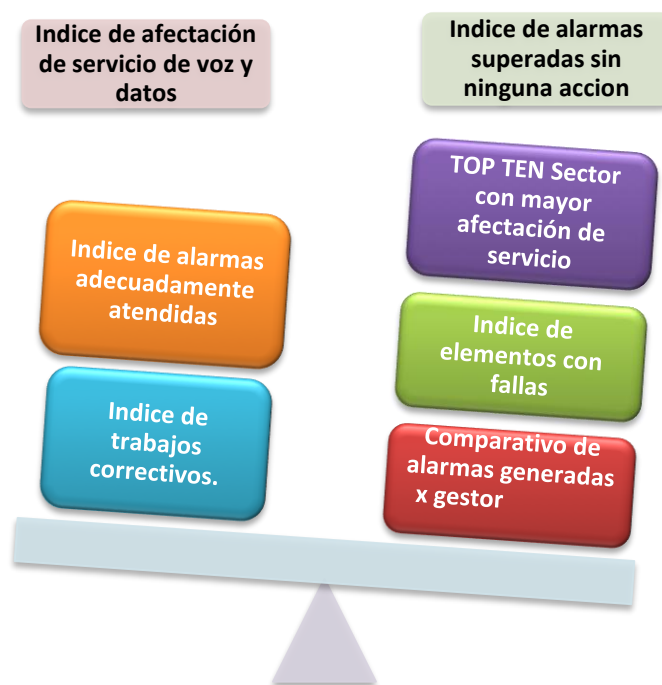 Indice de afectación
de servicio de voz y
datos
Indice de alarmas
superadas sin
ninguna accion
TOP TEN Sector
con mayor
afectación de
servicio
Indice de alarmas
adecuadamente
atendidas
Indice de
elementos con
fallas
Indice de
trabajos
correctivos.
Comparativo de
alarmas generadas
x gestor